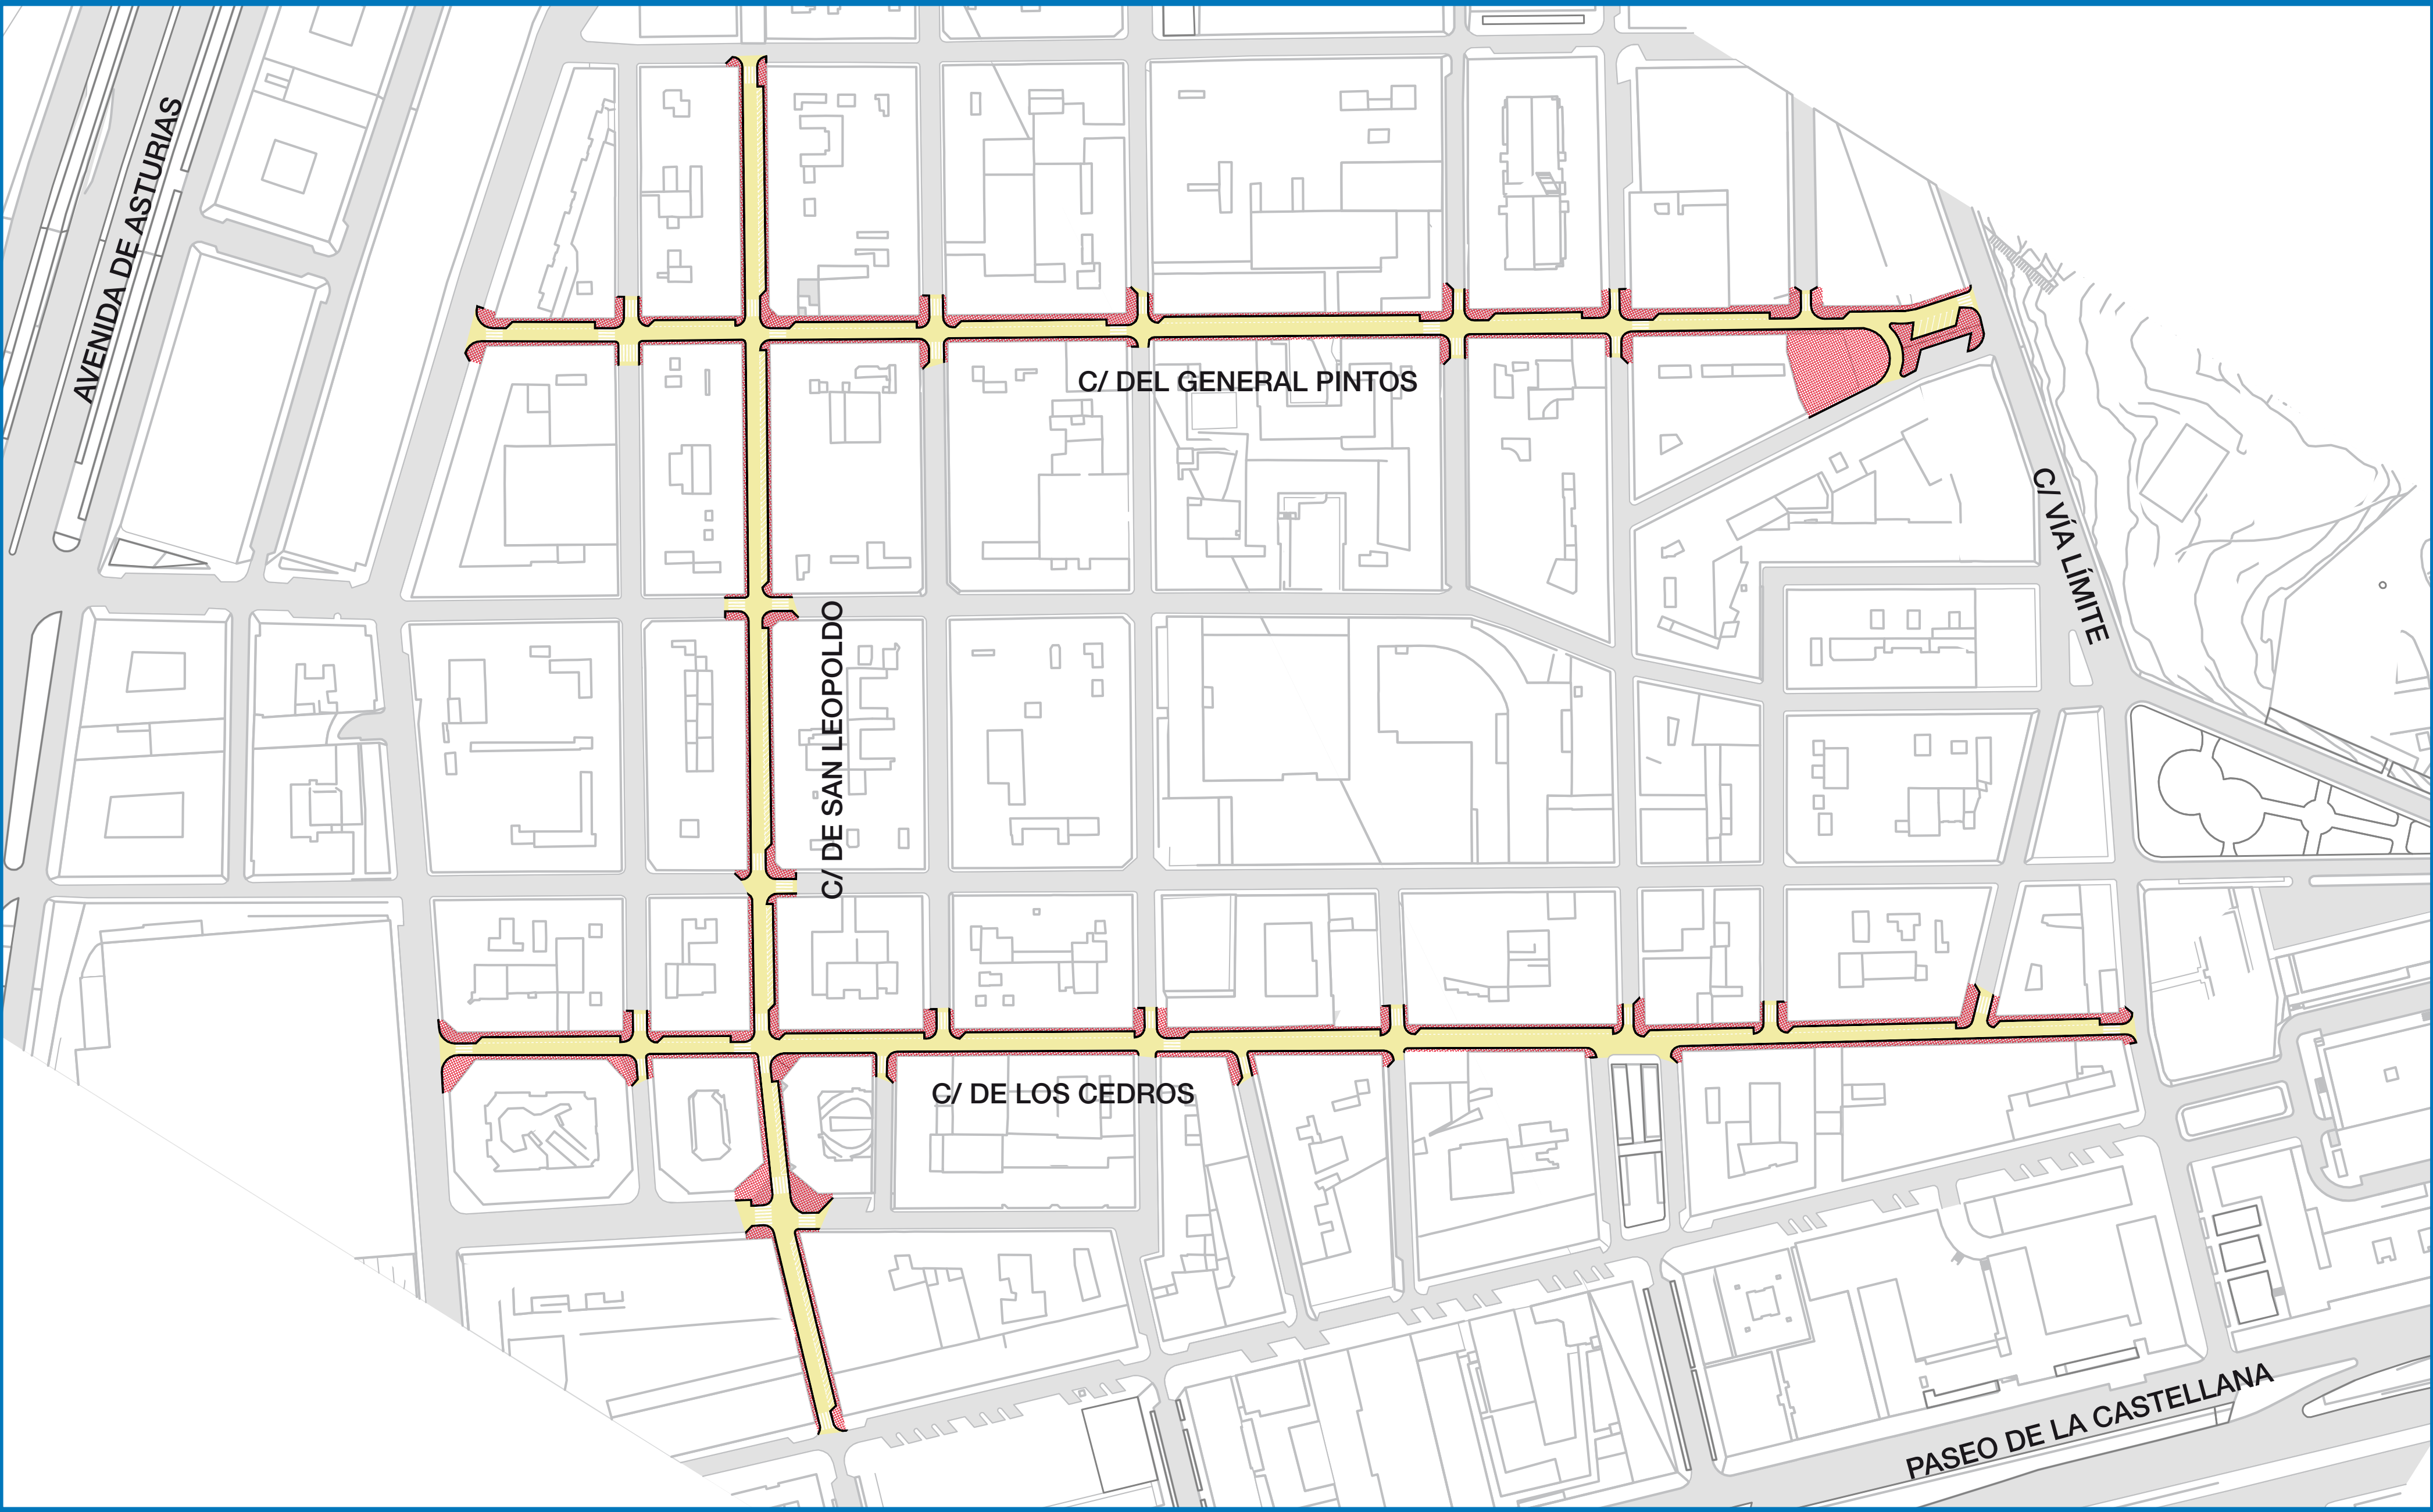 AVENIDA DE ASTURIAS
C/ DEL GENERAL PINTOS
C/ VÍA LÍMITE
C/ DE SAN LEOPOLDO
C/ DE LOS CEDROS
PASEO DE LA CASTELLANA